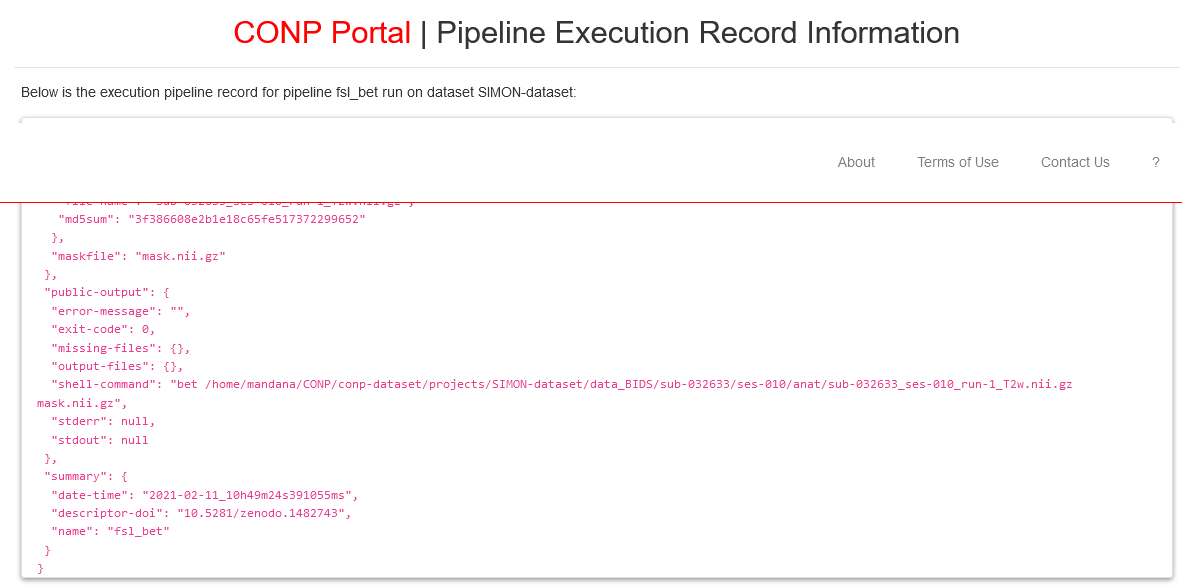 CONP Portal | Pipeline Execution Record Information
Below is the execution pipeline record for pipeline fsl_bet run on dataset SIMON-dataset:
About Terms of Use Contact Us ?
"md5sum": "3f386608e2b1e18c65fe517372299652"
},
"maskfile": "mask.nii.gz"
},
"public-output": {
"error-message": "",
"exit-code": 0,
"missing-files": {},
"output-files": {},
"shell-command": "bet /home/mandana/CONP/conp-dataset/projects/SIMON-dataset/data_BIDS/sub-032633/ses-010/anat/sub-032633_ses-010_run-1_T2w.nii.gz
mask.nii.gz",
"stderr": null,
"stdout": null
},
"summary": {
"date-time": "2021-02-11_10h49m24s391055ms",
"descriptor-doi": "10.5281/zenodo.1482743",
"name": "fsl_bet"
}
}